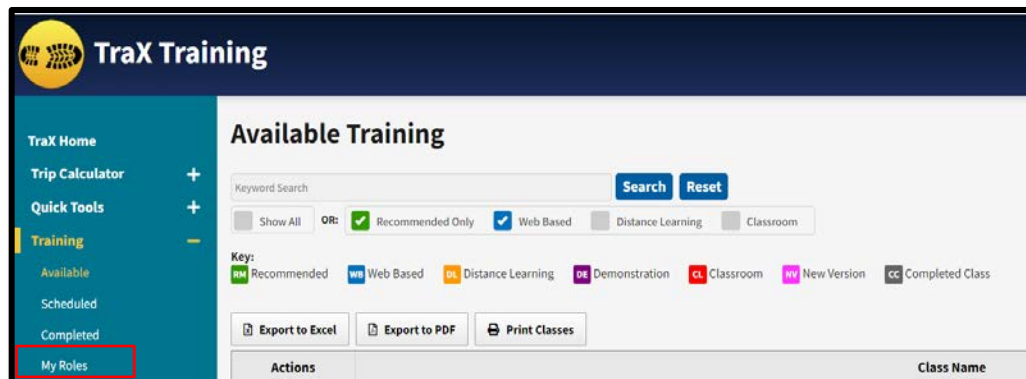 TraX Training
TraX Home
Trip Calculator +
Quick Tools +
Training −
Available
Scheduled
Completed
My Roles
Available Training
Keyword Search Search Reset
Show All OR: Recommended Only Web Based Distance Learning Classroom
Key:
RM Recommended WB Web Based DL Distance Learning DE Demonstration CL Classroom NV New Version CC Completed Class
Export to Excel Export to PDF Print Classes
Actions Class Name